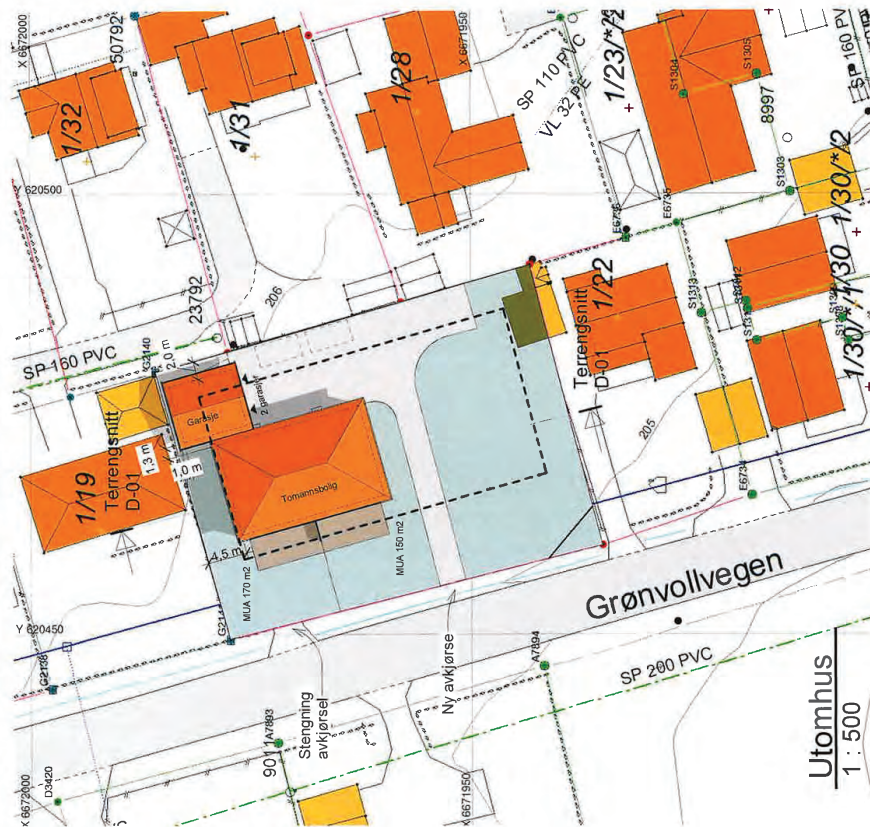 X 6672000
50792
X 6671950
1/32
1/31
1/28
SP 110 PVC
VL 32 PE
1/23/*/2
S1304
S1305
SP 160 PV
8997
Y 620500
S1303
E6735
1/30/*/2
23792
206
SP 160 PVC
G2140
2,0 m
1/22
S1313
Terrengsnitt
D-01
1/30/*/1
1/30
2 garasjer
Garasje
1/19
Terrengsnitt
D-01
1.3 m
1.0 m
Tomannsbolig
205
E6734
4,5 m
MUA 170 m2
MUA 150 m2
Grønvollvegen
Y 620450
G2138
A7894
SP 200 PVC
Ny avkjørse
Stengning
avkjørsel
9011
A7893
D3420
X 6672000
X 6671950
Utomhus
1 : 500